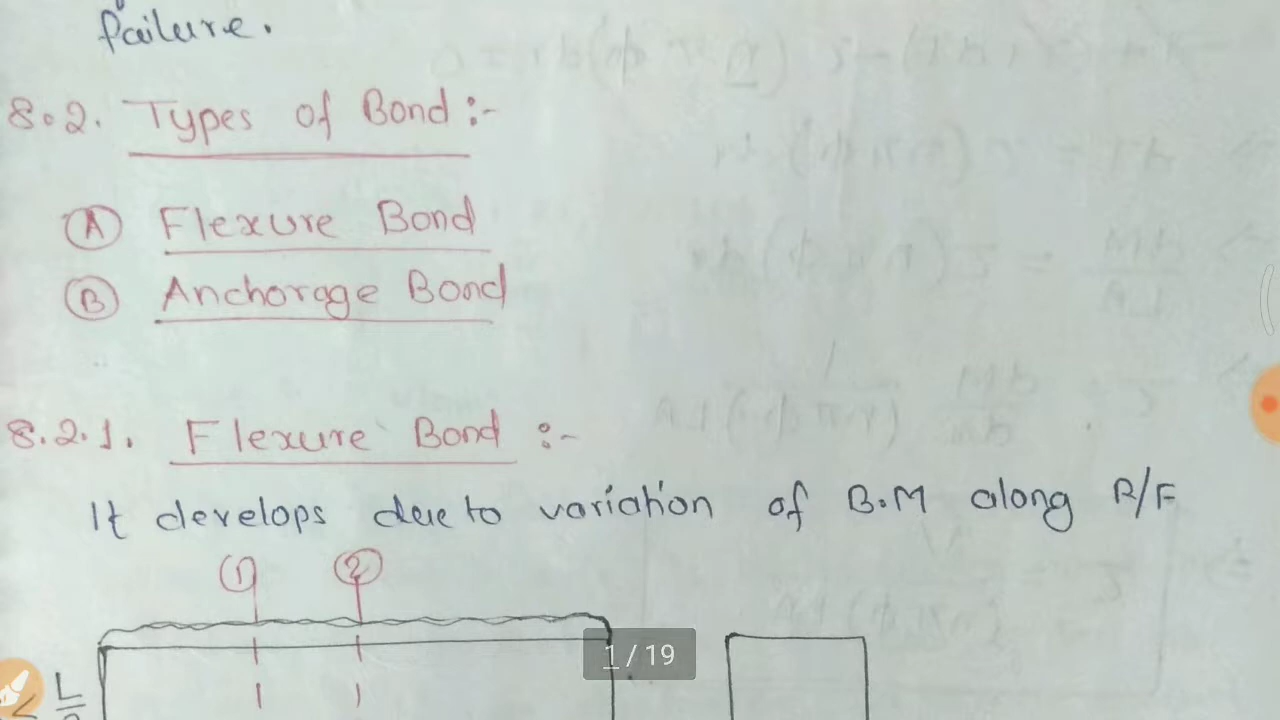 failure.
8.2. Types of Bond :-
A Flexure Bond
B Anchorage Bond
8.2.1. Flexure Bond :-
It develops due to variation of B.M along R/F
1 2
1 / 19
L